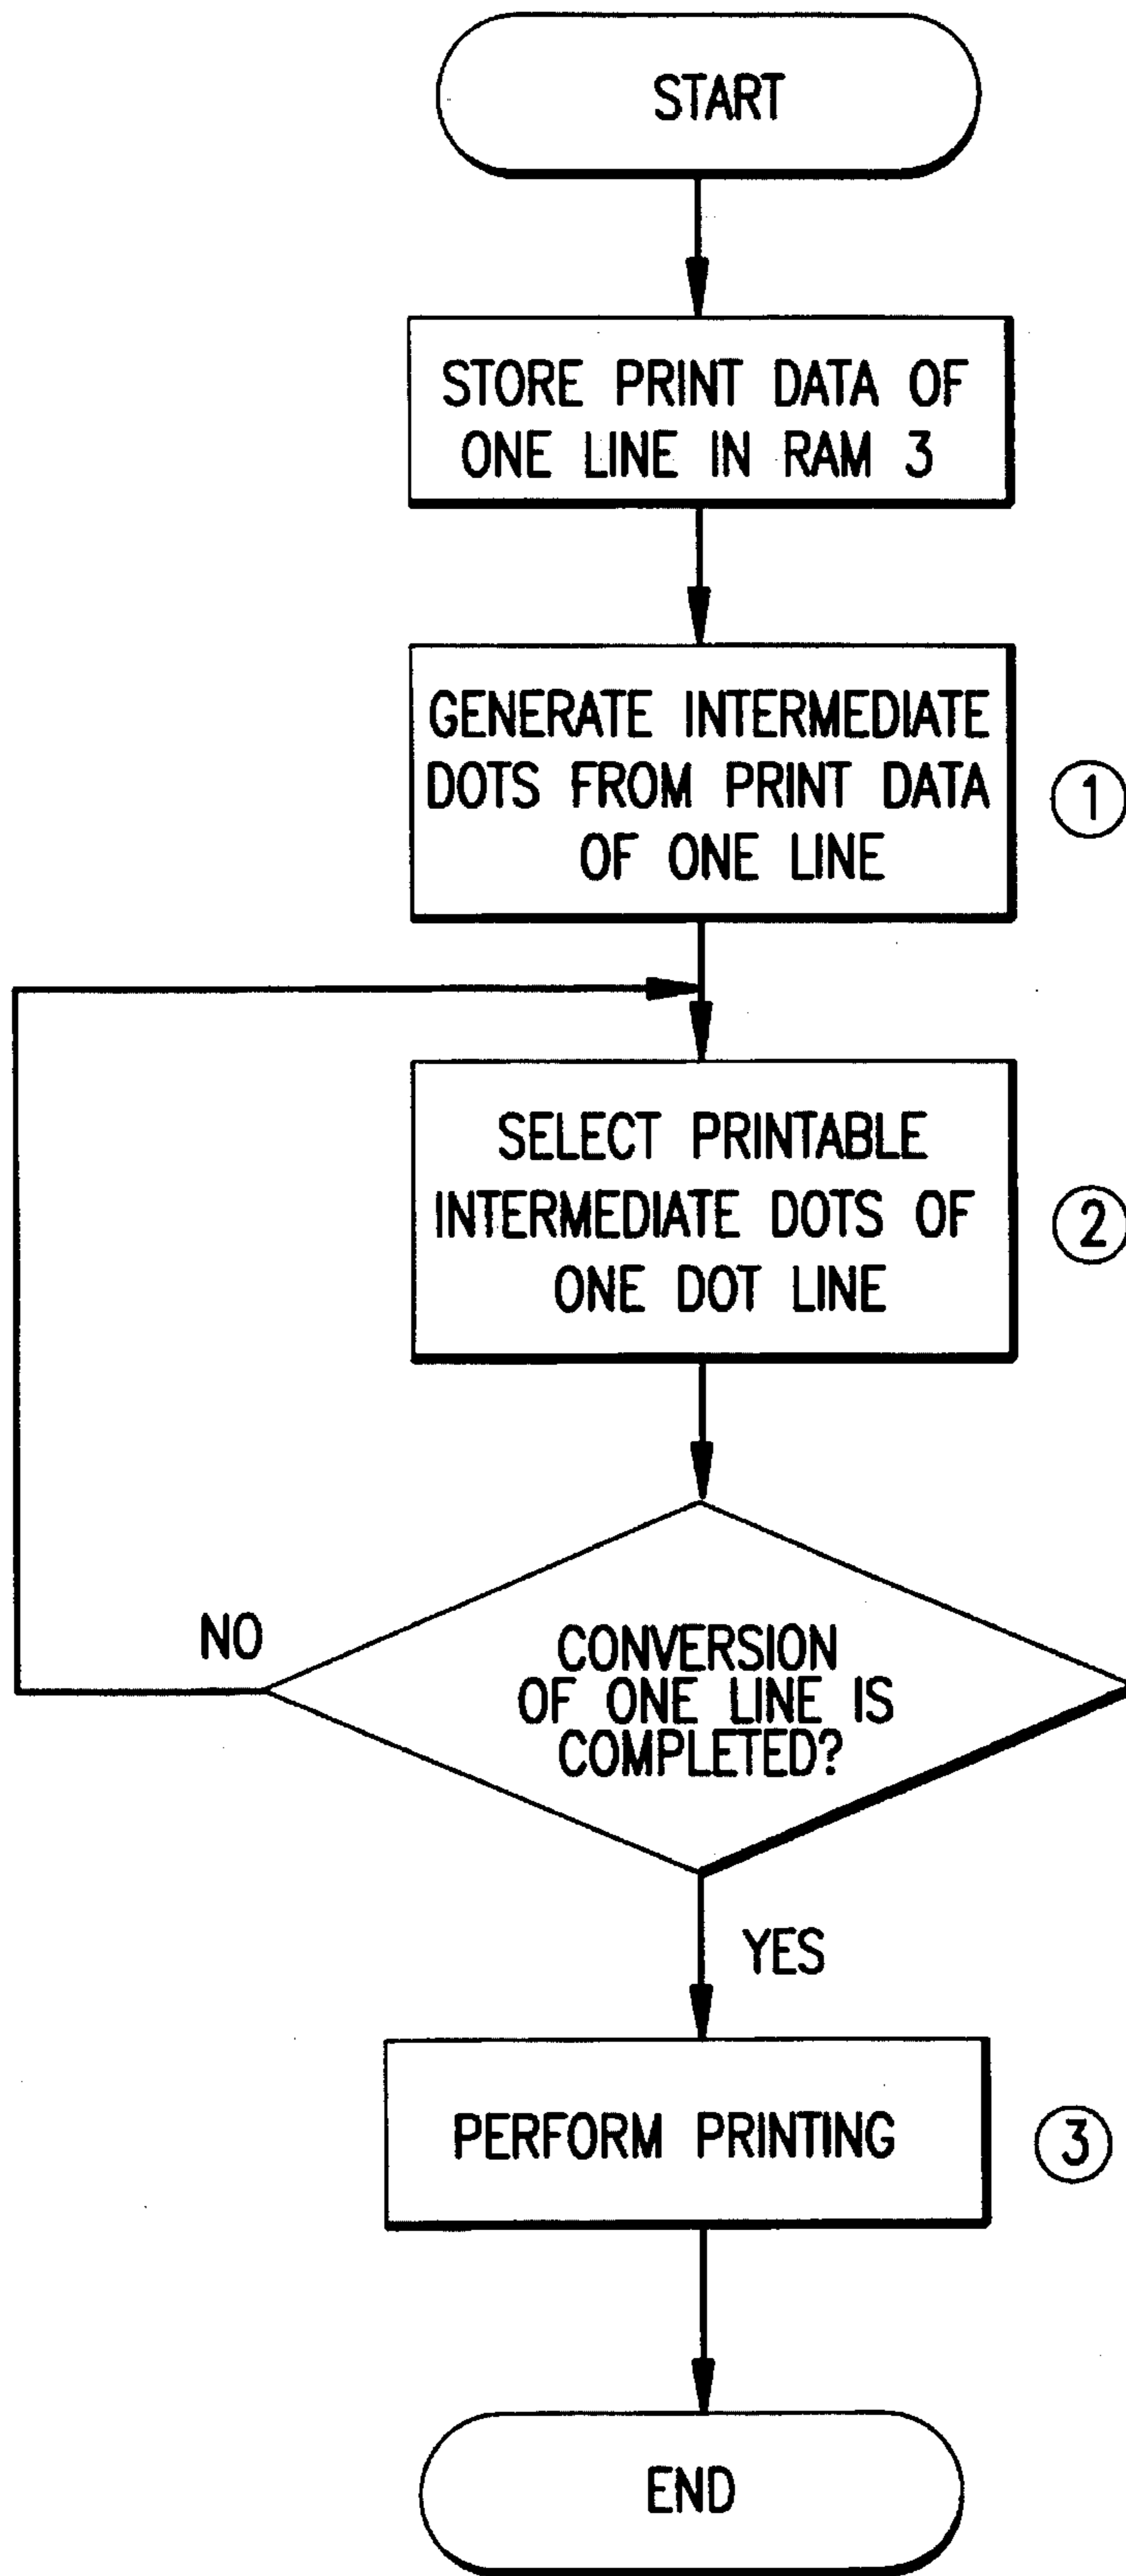 START
STORE PRINT DATA OF
ONE LINE IN RAM 3
GENERATE INTERMEDIATE
DOTS FROM PRINT DATA
OF ONE LINE
①
SELECT PRINTABLE
INTERMEDIATE DOTS OF
ONE DOT LINE
②
NO
CONVERSION
OF ONE LINE IS
COMPLETED?
YES
PERFORM PRINTING
③
END